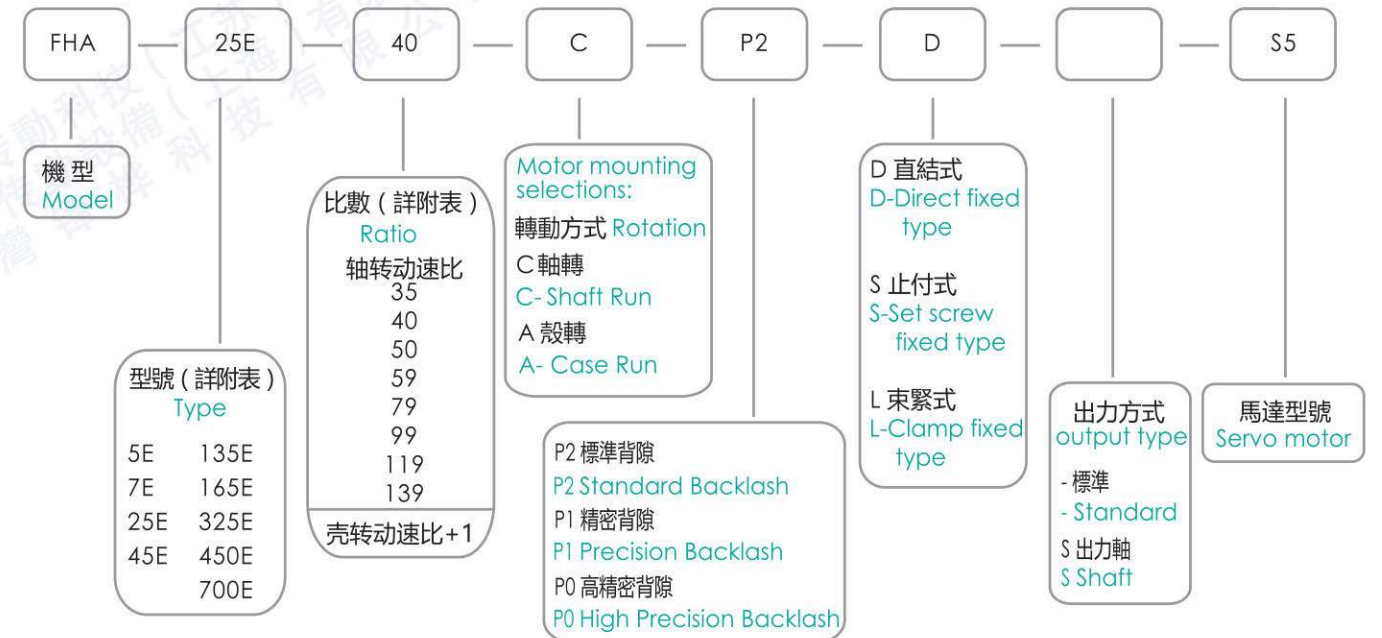 FHA
25E
40
C
P2
D
S5
機型
Model
型號(詳附表)
Type
5E 135E
7E 165E
25E 325E
45E 450E
700E
比數(詳附表)
Ratio
轴转动速比
35
40
50
59
79
99
119
139
壳转动速比+1
Motor mounting
selections:
轉動方式 Rotation
C軸轉
C- Shaft Run
A 殼轉
A- Case Run
P2 標準背隙
P2 Standard Backlash
P1 精密背隙
P1 Precision Backlash
P0 高精密背隙
P0 High Precision Backlash
D 直結式
D-Direct fixed
type
S 止付式
S-Set screw
fixed type
L 束緊式
L-Clamp fixed
type
出力方式
output type
- 標準
- Standard
S 出力軸
S Shaft
馬達型號
Servo motor